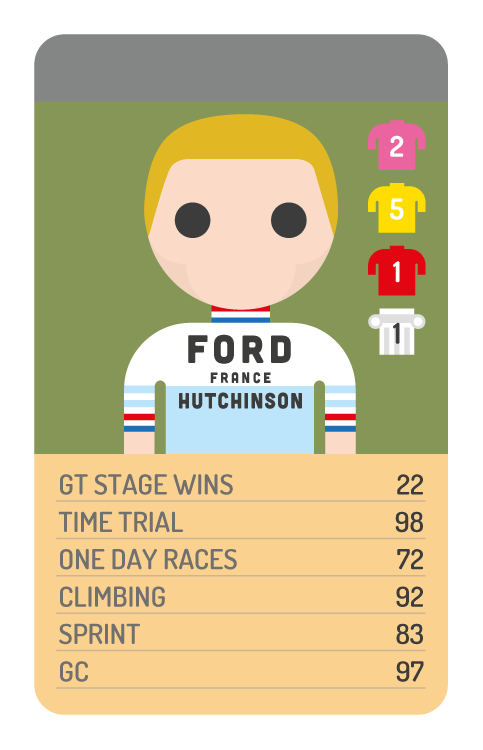 2
5
1
1
FORD
FRANCE
HUTCHINSON
GT STAGE WINS 22
TIME TRIAL 98
ONE DAY RACES 72
CLIMBING 92
SPRINT 83
GC 97